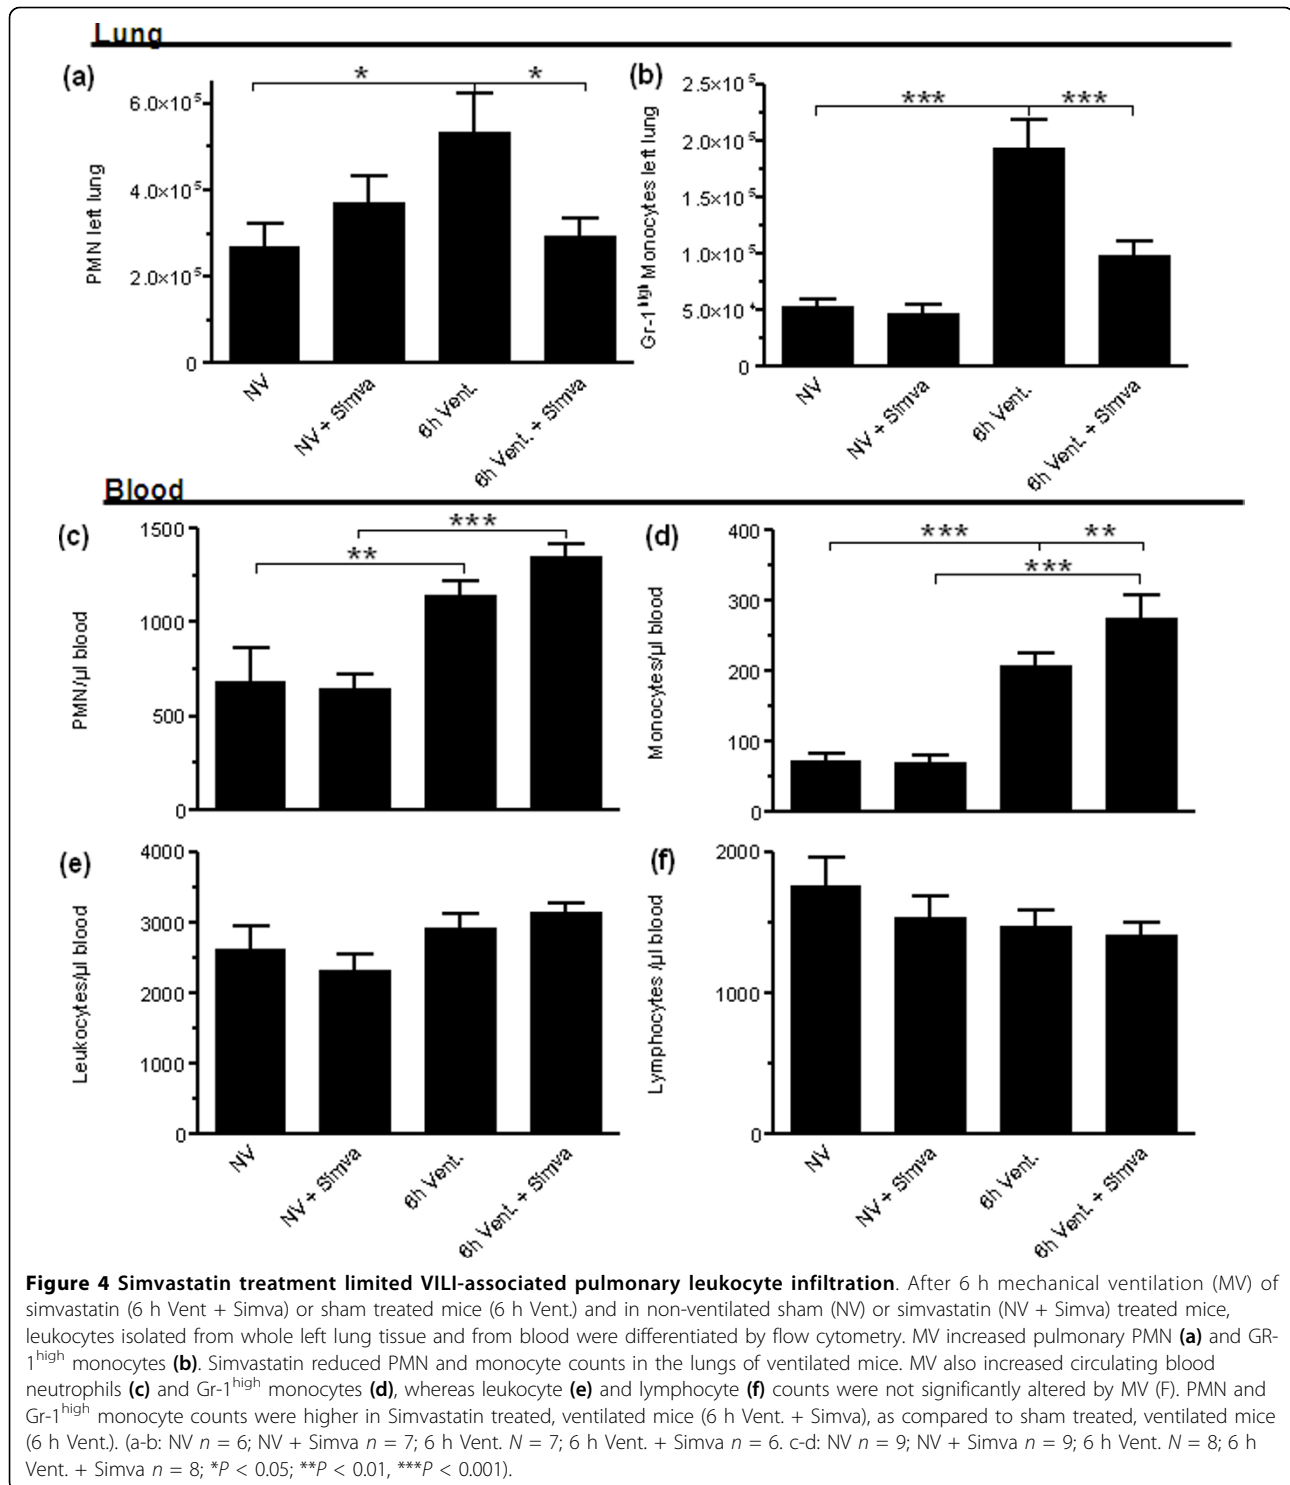 Lung
(a)
PMN left lung
6.0×10⁵
4.0×10⁵
2.0×10⁵
0
*
*
NV
NV + Simva
6h Vent.
6h Vent. + Simva
(b)
Gr-1ʰⁱᵍʰ Monocytes left lung
2.5×10⁵
2.0×10⁵
1.5×10⁵
1.0×10⁵
5.0×10⁴
0
***
***
NV
NV + Simva
6h Vent.
6h Vent. + Simva
Blood
(c)
PMN/µl blood
1500
1000
500
0
***
**
(d)
Monocytes/µl blood
400
300
200
100
0
***
**
***
(e)
Leukocytes/µl blood
4000
3000
2000
1000
0
NV
NV + Simva
6h Vent.
6h Vent. + Simva
(f)
Lymphocytes /µl blood
2000
1000
0
NV
NV + Simva
6h Vent.
6h Vent. + Simva
Figure 4 Simvastatin treatment limited VILI-associated pulmonary leukocyte infiltration. After 6 h mechanical ventilation (MV) of
simvastatin (6 h Vent + Simva) or sham treated mice (6 h Vent.) and in non-ventilated sham (NV) or simvastatin (NV + Simva) treated mice,
leukocytes isolated from whole left lung tissue and from blood were differentiated by flow cytometry. MV increased pulmonary PMN (a) and GR-
1ʰⁱᵍʰ monocytes (b). Simvastatin reduced PMN and monocyte counts in the lungs of ventilated mice. MV also increased circulating blood
neutrophils (c) and Gr-1ʰⁱᵍʰ monocytes (d), whereas leukocyte (e) and lymphocyte (f) counts were not significantly altered by MV (F). PMN and
Gr-1ʰⁱᵍʰ monocyte counts were higher in Simvastatin treated, ventilated mice (6 h Vent. + Simva), as compared to sham treated, ventilated mice
(6 h Vent.). (a-b: NV n = 6; NV + Simva n = 7; 6 h Vent. N = 7; 6 h Vent. + Simva n = 6. c-d: NV n = 9; NV + Simva n = 9; 6 h Vent. N = 8; 6 h
Vent. + Simva n = 8; *P < 0.05; **P < 0.01, ***P < 0.001).